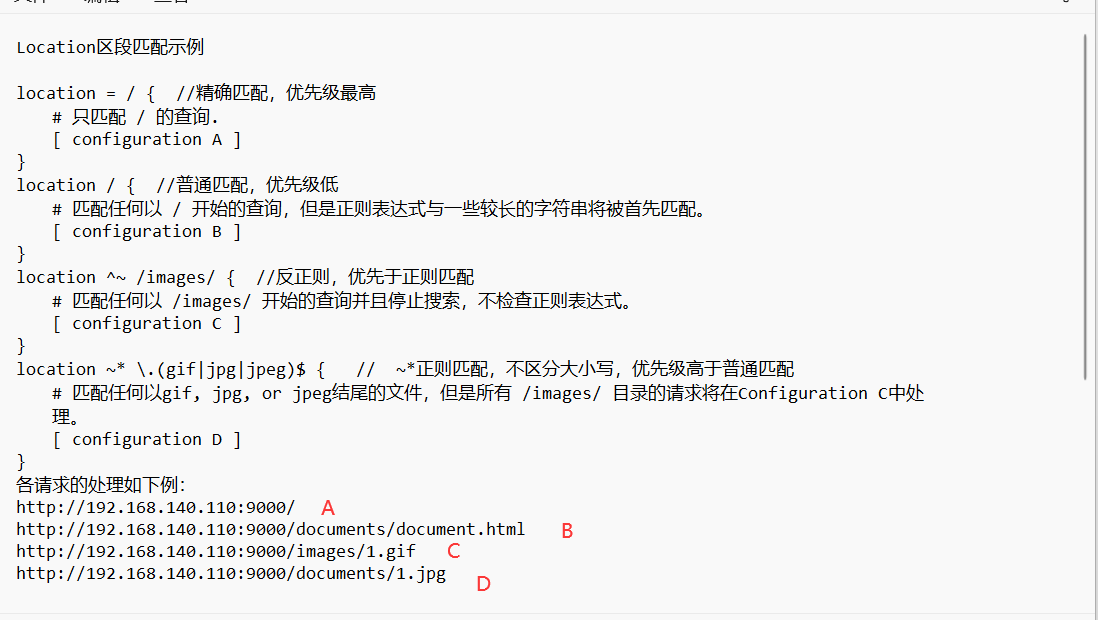 Location区段匹配示例
location = / {  //精确匹配，优先级最高
# 只匹配 / 的查询.
[ configuration A ]
}
location / {  //普通匹配，优先级低
# 匹配任何以 / 开始的查询，但是正则表达式与一些较长的字符串将被首先匹配。
[ configuration B ]
}
location ^~ /images/ {  //反正则，优先于正则匹配
# 匹配任何以 /images/ 开始的查询并且停止搜索，不检查正则表达式。
[ configuration C ]
}
location ~* \.(gif|jpg|jpeg)$ {   //  ~*正则匹配，不区分大小写，优先级高于普通匹配
# 匹配任何以gif, jpg, or jpeg结尾的文件，但是所有 /images/ 目录的请求将在Configuration C中处
理。
[ configuration D ]
}
各请求的处理如下例：
http://192.168.140.110:9000/ A
http://192.168.140.110:9000/documents/document.html B
http://192.168.140.110:9000/images/1.gif C
http://192.168.140.110:9000/documents/1.jpg D